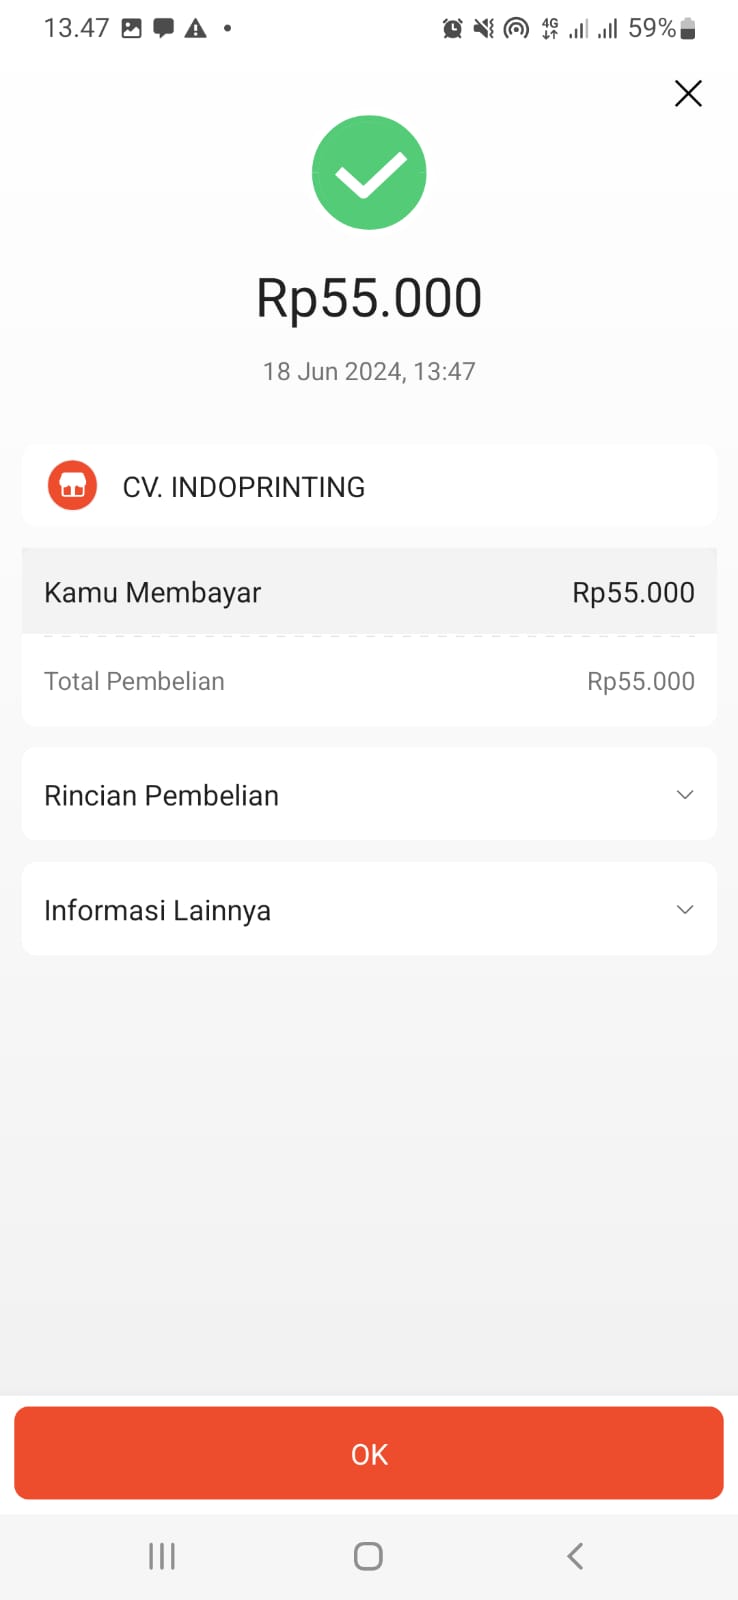 13.47
4G
59%
Rp55.000
18 Jun 2024, 13:47
CV. INDOPRINTING
Kamu Membayar Rp55.000
Total Pembelian Rp55.000
Rincian Pembelian
Informasi Lainnya
OK